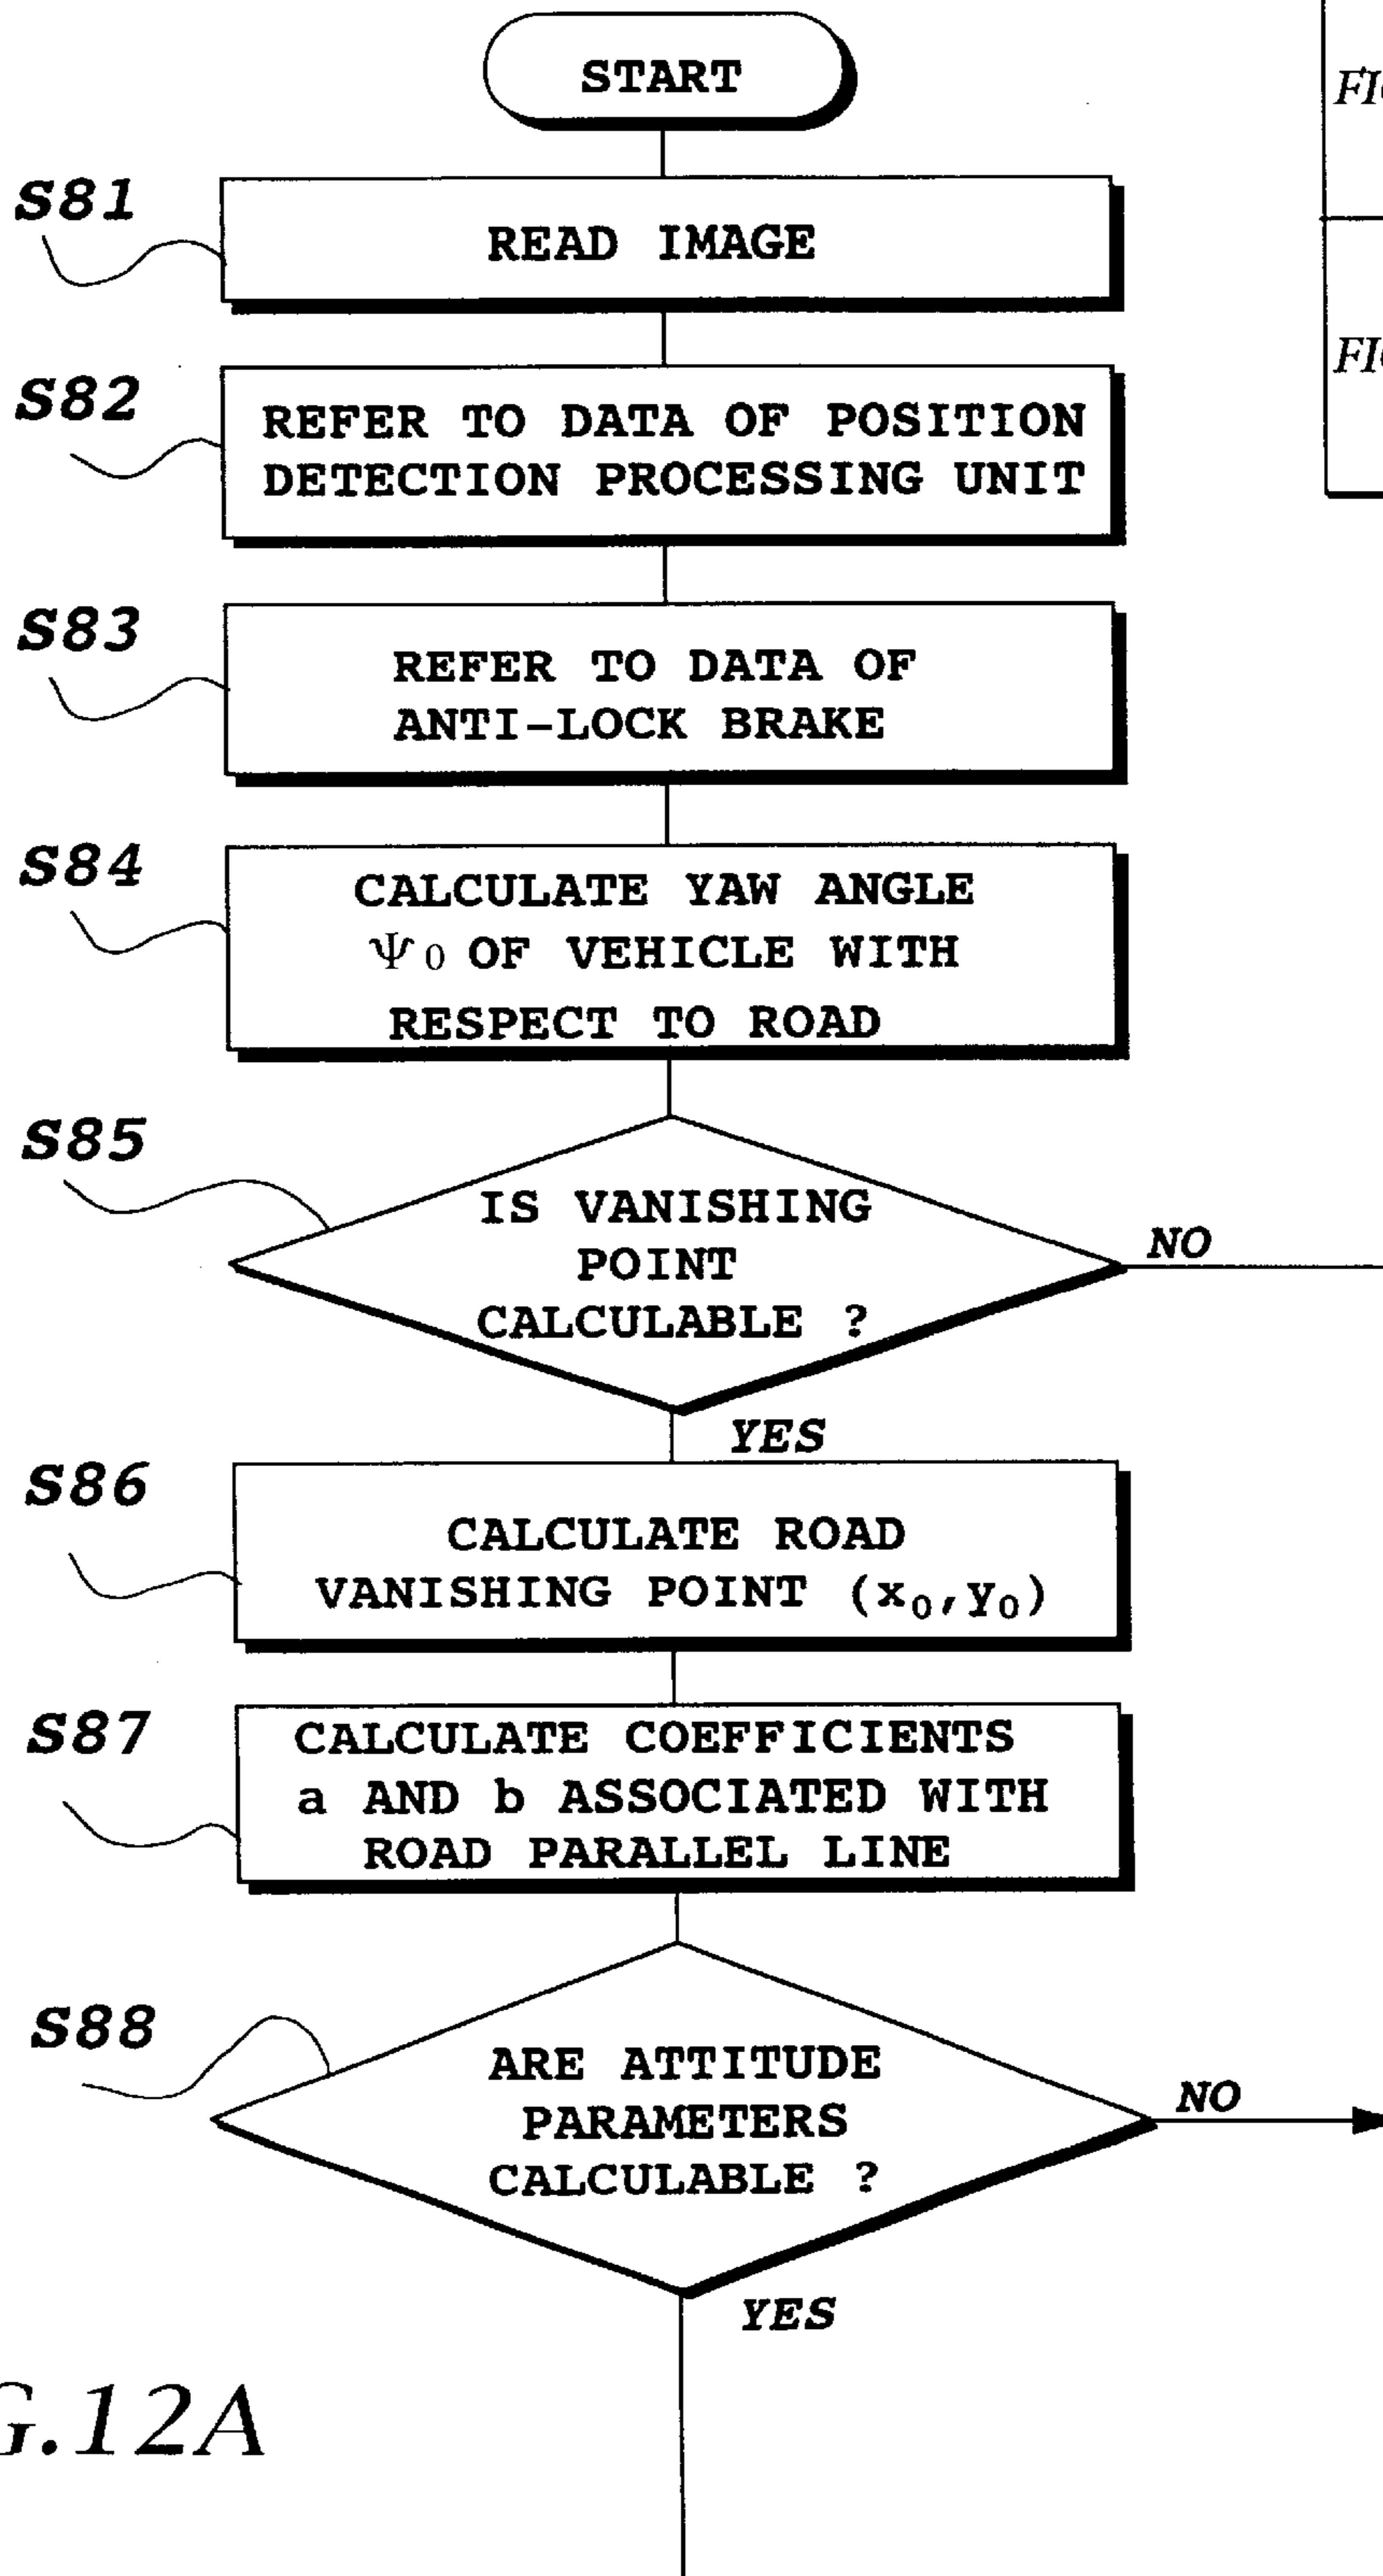 START
S81
READ IMAGE
S82
REFER TO DATA OF POSITION
DETECTION PROCESSING UNIT
S83
REFER TO DATA OF
ANTI-LOCK BRAKE
S84
CALCULATE YAW ANGLE
Ψ₀ OF VEHICLE WITH
RESPECT TO ROAD
S85
IS VANISHING
POINT
CALCULABLE ?
NO
YES
S86
CALCULATE ROAD
VANISHING POINT (x₀,y₀)
S87
CALCULATE COEFFICIENTS
a AND b ASSOCIATED WITH
ROAD PARALLEL LINE
S88
ARE ATTITUDE
PARAMETERS
CALCULABLE ?
NO
YES
G.12A